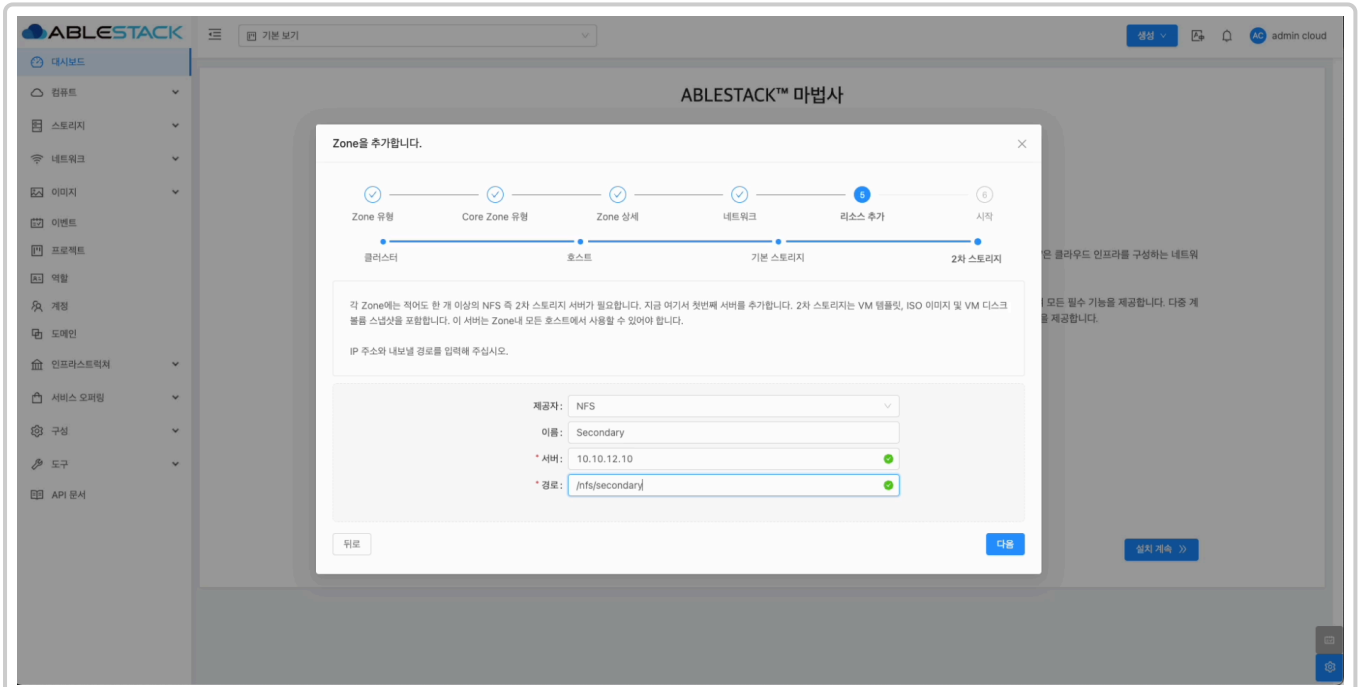 ABLESTACK
기본 보기
생성
AC admin cloud
대시보드
컴퓨트
스토리지
네트워크
이미지
이벤트
프로젝트
역할
계정
도메인
인프라스트럭쳐
서비스 오퍼링
구성
도구
API 문서
ABLESTACK™ 마법사
은 클라우드 인프라를 구성하는 네트워
모든 필수 기능을 제공합니다. 다중 계
을 제공합니다.
설치 계속
Zone을 추가합니다.
5 6
Zone 유형 Core Zone 유형 Zone 상세 네트워크 리소스 추가 시작
클러스터 호스트 기본 스토리지 2차 스토리지
각 Zone에는 적어도 한 개 이상의 NFS 즉 2차 스토리지 서버가 필요합니다. 지금 여기서 첫번째 서버를 추가합니다. 2차 스토리지는 VM 템플릿, ISO 이미지 및 VM 디스크
볼륨 스냅샷을 포함합니다. 이 서버는 Zone내 모든 호스트에서 사용할 수 있어야 합니다.
IP 주소와 내보낼 경로를 입력해 주십시오.
제공자 : NFS
이름 : Secondary
* 서버 : 10.10.12.10
* 경로 : /nfs/secondary
뒤로 다음